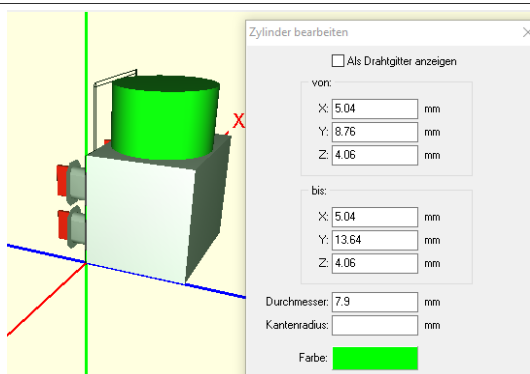 Zylinder bearbeiten
Als Drahtgitter anzeigen
von:
X: 5.04 mm
Y: 8.76 mm
Z: 4.06 mm
bis:
X: 5.04 mm
Y: 13.64 mm
Z: 4.06 mm
Durchmesser: 7.9 mm
Kantenradius: mm
Farbe:
X